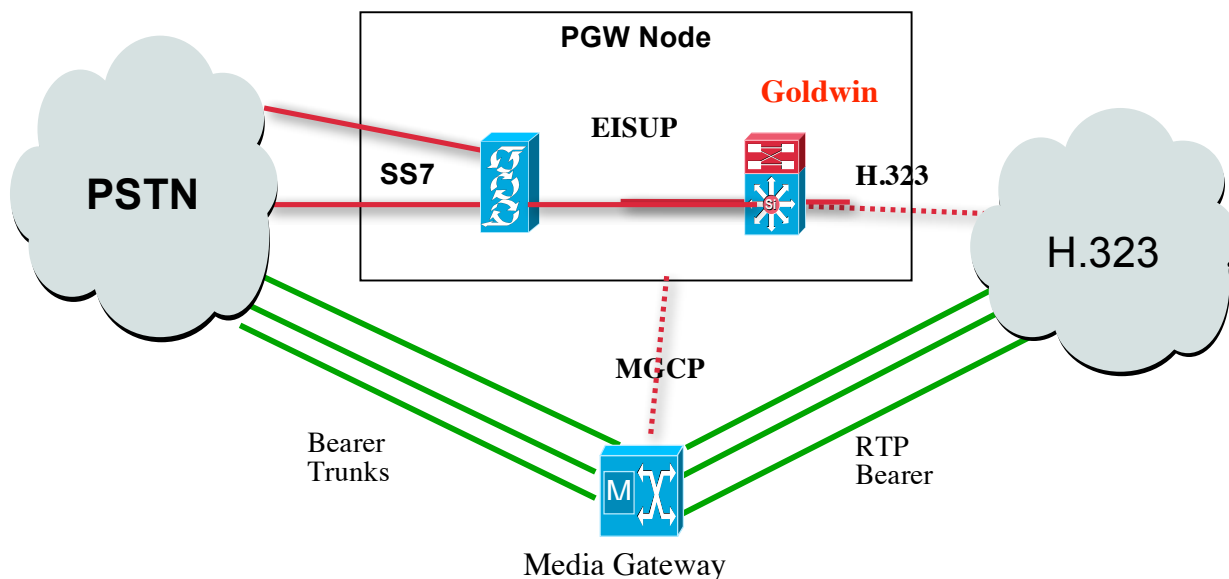 PGW Node
Goldwin
EISUP
SS7
H.323
PSTN
H.323
.
MGCP
Bearer
Trunks
RTP
Bearer
M
Si
Media Gateway